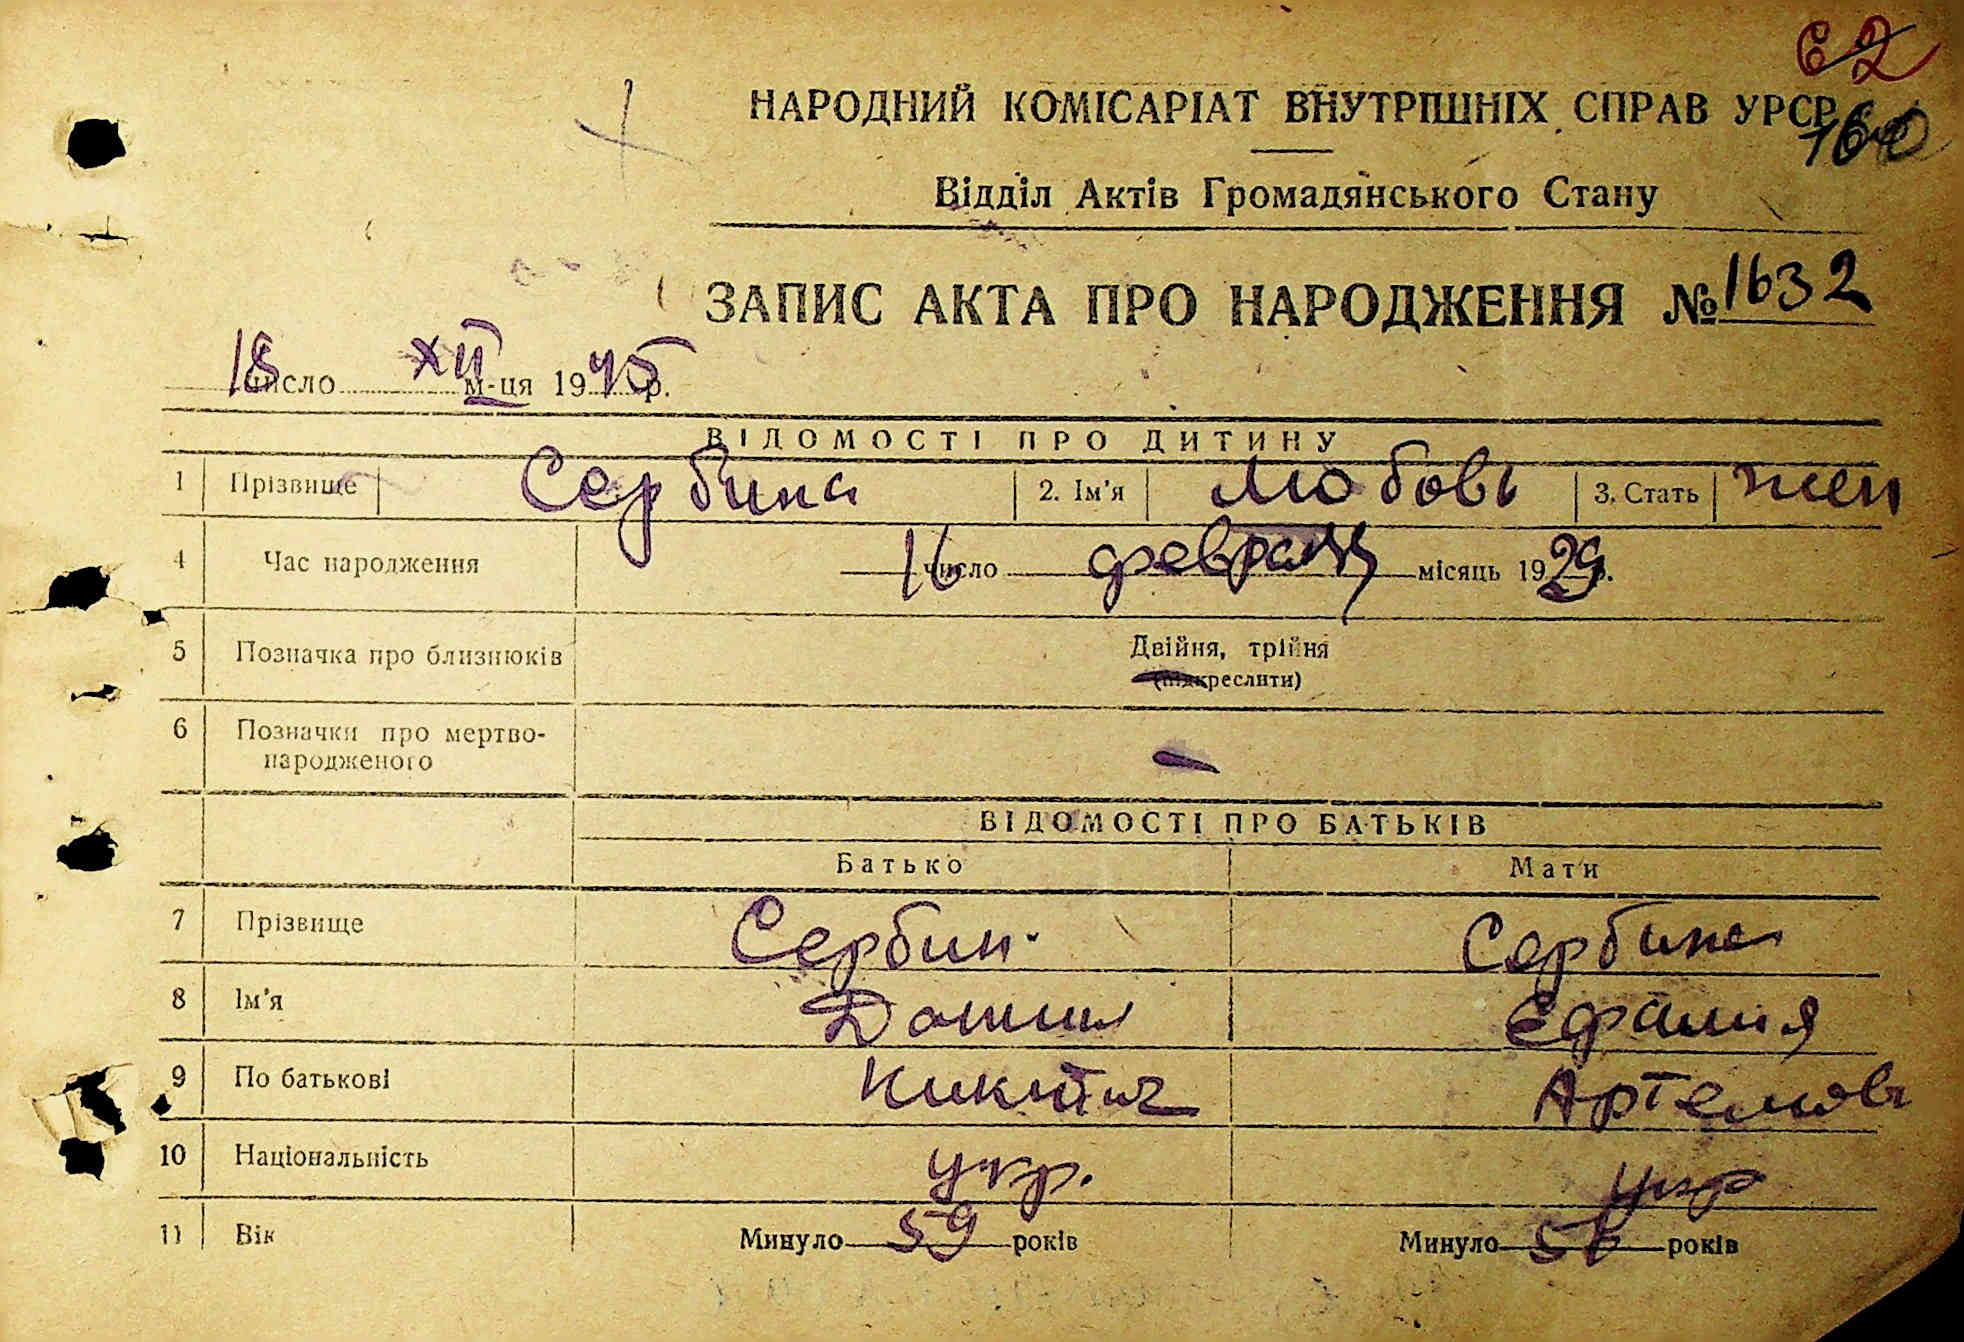 62
160
НАРОДНИЙ КОМІСАРІАТ ВНУТРІШНІХ СПРАВ УРСР
Відділ Актів Громадянського Стану
ЗАПИС АКТА ПРО НАРОДЖЕННЯ № 1632
18 число XII м-ця 1945 р.
ВІДОМОСТІ ПРО ДИТИНУ
1 Прізвище Сербина 2. Ім'я Любовь 3. Стать жен
4 Час народження 16 число февраля місяць 1929 р.
5 Позначка про близнюків Двійня, трійня
(підкреслити)
6 Позначки про мертво-
народженого -
ВІДОМОСТІ ПРО БАТЬКІВ
Батько Мати
7 Прізвище Сербин. Сербина
8 Ім'я Данил
9 По батькові Никитич Артемовн
10 Національність укр. укр
11 Вік Минуло 59 років Минуло років